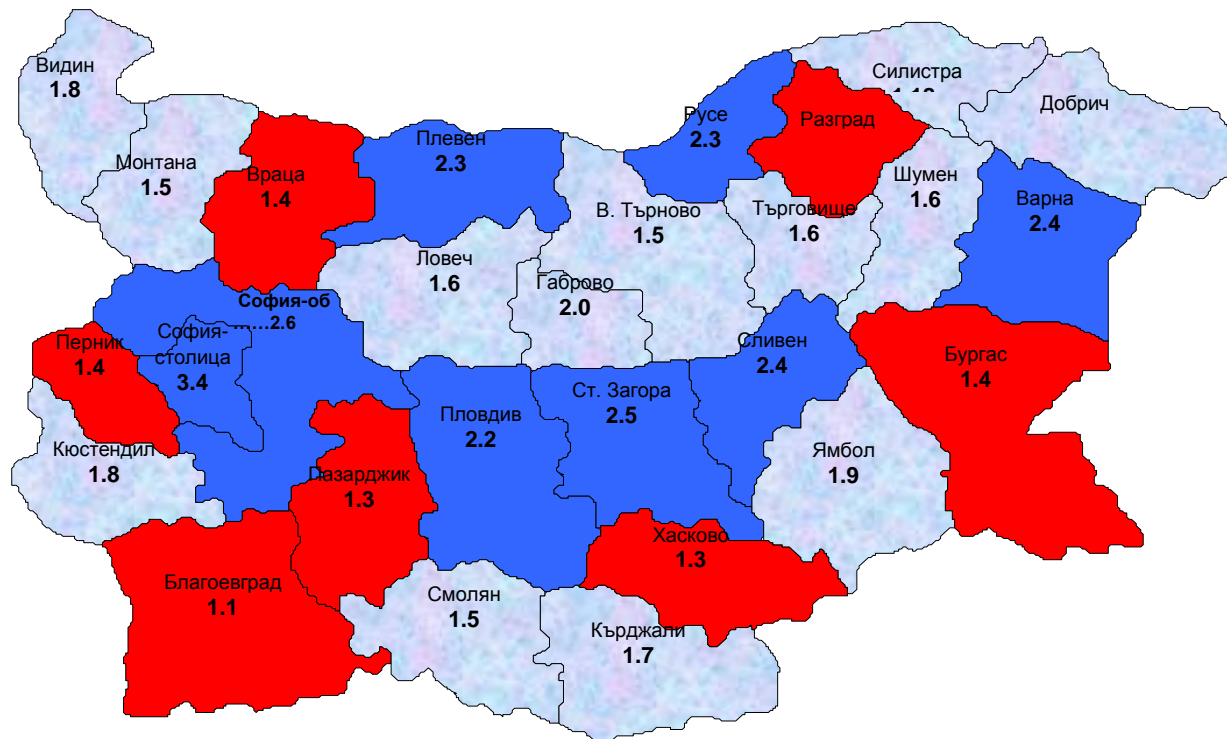 Видин
1.8
Монтана
1.5
Враца
1.4
Плевен
2.3
Русе
2.3
Разград
Силистра
Добрич
Шумен
1.6
Варна
2.4
В. Търново
1.5
Търговище
1.6
Ловеч
1.6
Габрово
2.0
София-об
......2.6
София-
столица
3.4
Перник
1.4
Кюстендил
1.8
Пловдив
2.2
Ст. Загора
2.5
Сливен
2.4
Бургас
1.4
Ямбол
1.9
Пазарджик
1.3
Хасково
1.3
Благоевград
1.1
Смолян
1.5
Кърджали
1.7